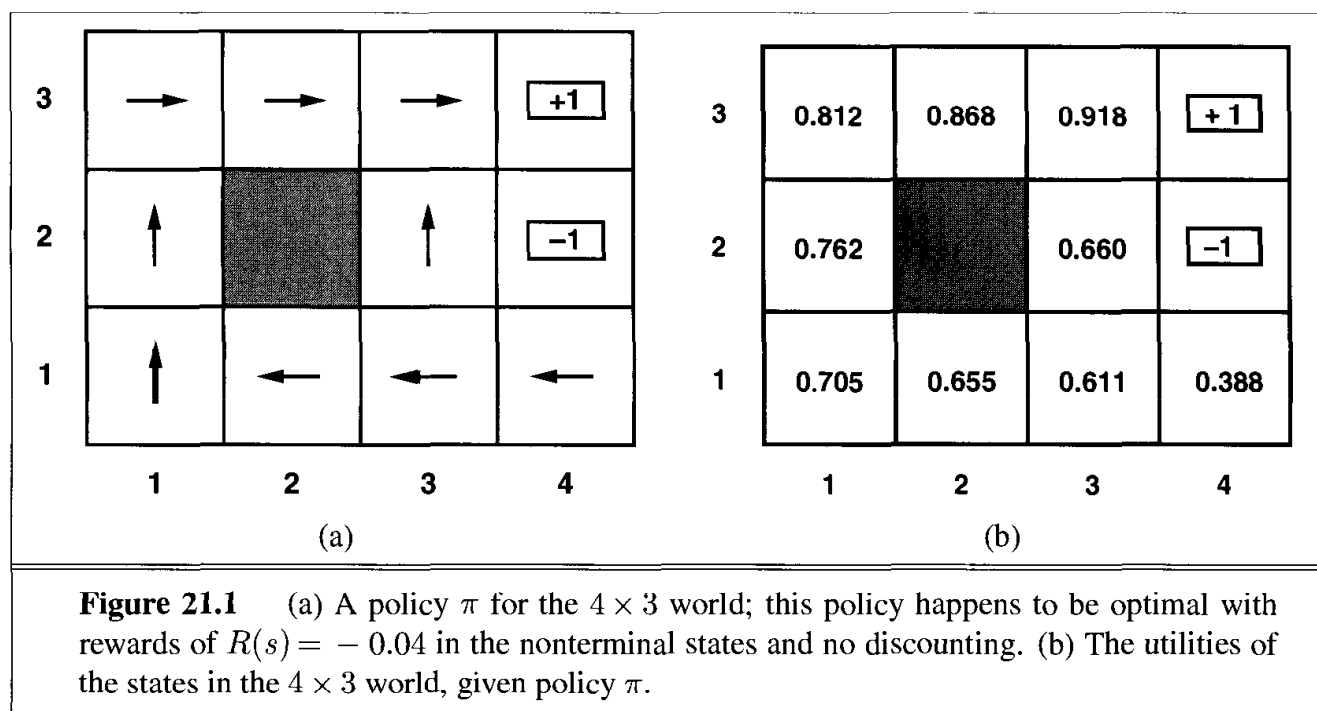 3 +1
2 −1
1
1 2 3 4
(a)
3 0.812 0.868 0.918 + 1
2 0.762 0.660 −1
1 0.705 0.655 0.611 0.388
1 2 3 4
(b)
Figure 21.1 (a) A policy π for the 4 × 3 world; this policy happens to be optimal with
rewards of R(s) = − 0.04 in the nonterminal states and no discounting. (b) The utilities of
the states in the 4 × 3 world, given policy π.